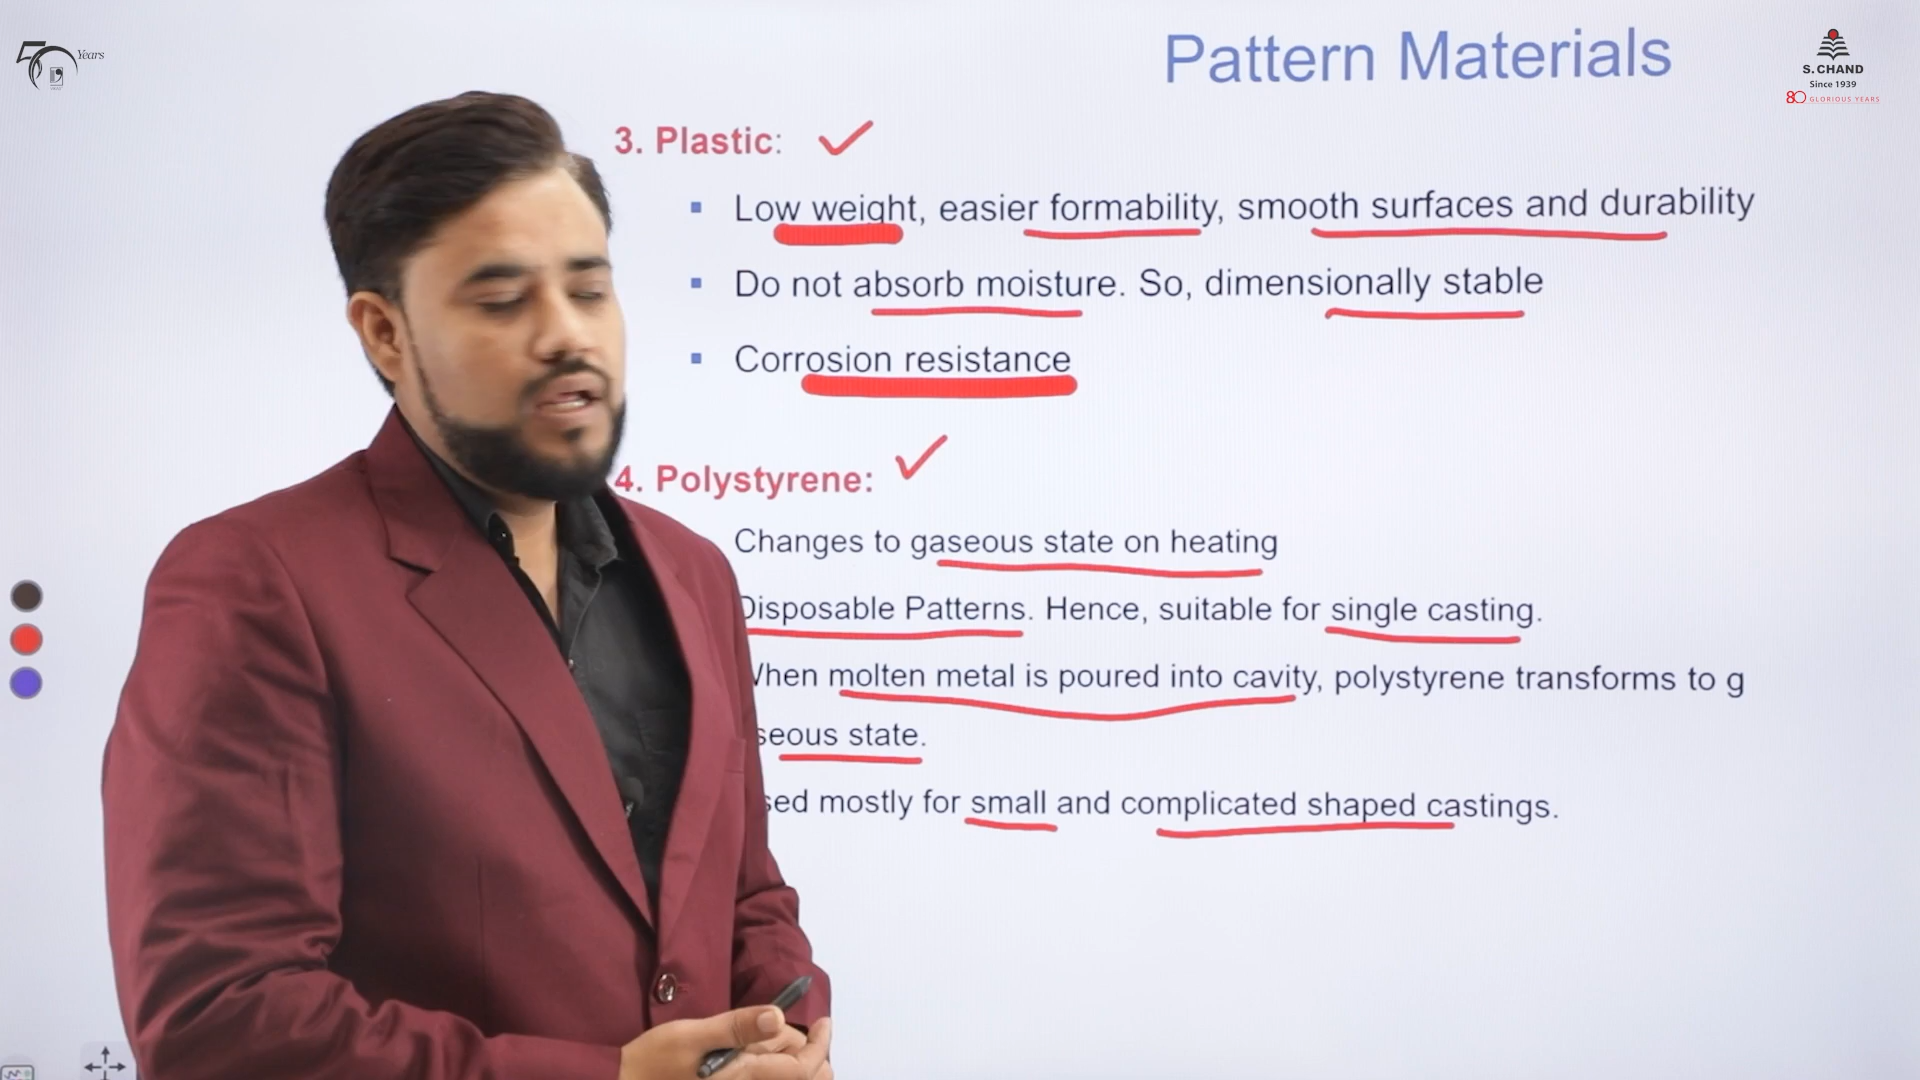 50 Years
Pattern Materials
S. CHAND
Since 1939
80 GLORIOUS YEARS
3. Plastic:
Low weight, easier formability, smooth surfaces and durability
Do not absorb moisture. So, dimensionally stable
Corrosion resistance
4. Polystyrene:
Changes to gaseous state on heating
Disposable Patterns. Hence, suitable for single casting.
hen molten metal is poured into cavity, polystyrene transforms to g
seous state.
sed mostly for small and complicated shaped castings.